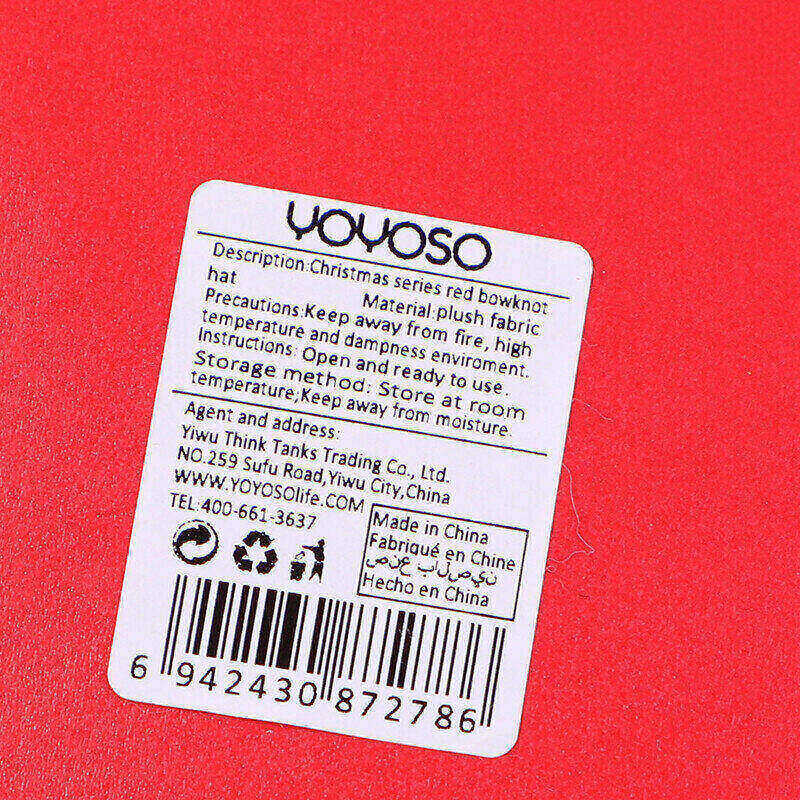 YOYOSO
Description:Christmas series red bowknot
hat Material:plush fabric
Precautions:Keep away from fire, high
temperature and dampness enviroment.
Instructions: Open and ready to use.
Storage method: Store at room
temperature;Keep away from moisture.
Agent and address:
Yiwu Think Tanks Trading Co., Ltd.
NO.259 Sufu Road,Yiwu City,China
WWW.YOYOSOlife.COM
TEL:400-661-3637
Made in China
Fabriqué en Chine
صنع بالصين
Hecho en China
6 942430 872786